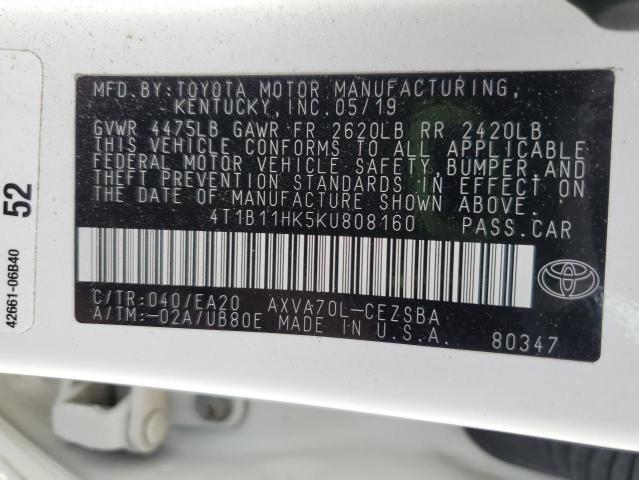 MFD.BY:TOYOTA MOTOR MANUFACTURING,
KENTUCKY,INC.05/19
GVWR 4475LB GAWR FR 2620LB RR 2420LB
THIS VEHICLE CONFORMS TO ALL APPLICABLE
FEDERAL MOTOR VEHICLE SAFETY,BUMPER,AND
THEFT PREVENTION STANDARDS IN EFFECT ON
THE DATE OF MANUFACTURE SHOWN ABOVE.
4T1B11HK5KU808160 PASS.CAR
C/TR:040/EA20 AXVA70L-CEZSBA
A/TM:-02A/UB80E MADE IN U.S.A. 80347
52
42661-06B40